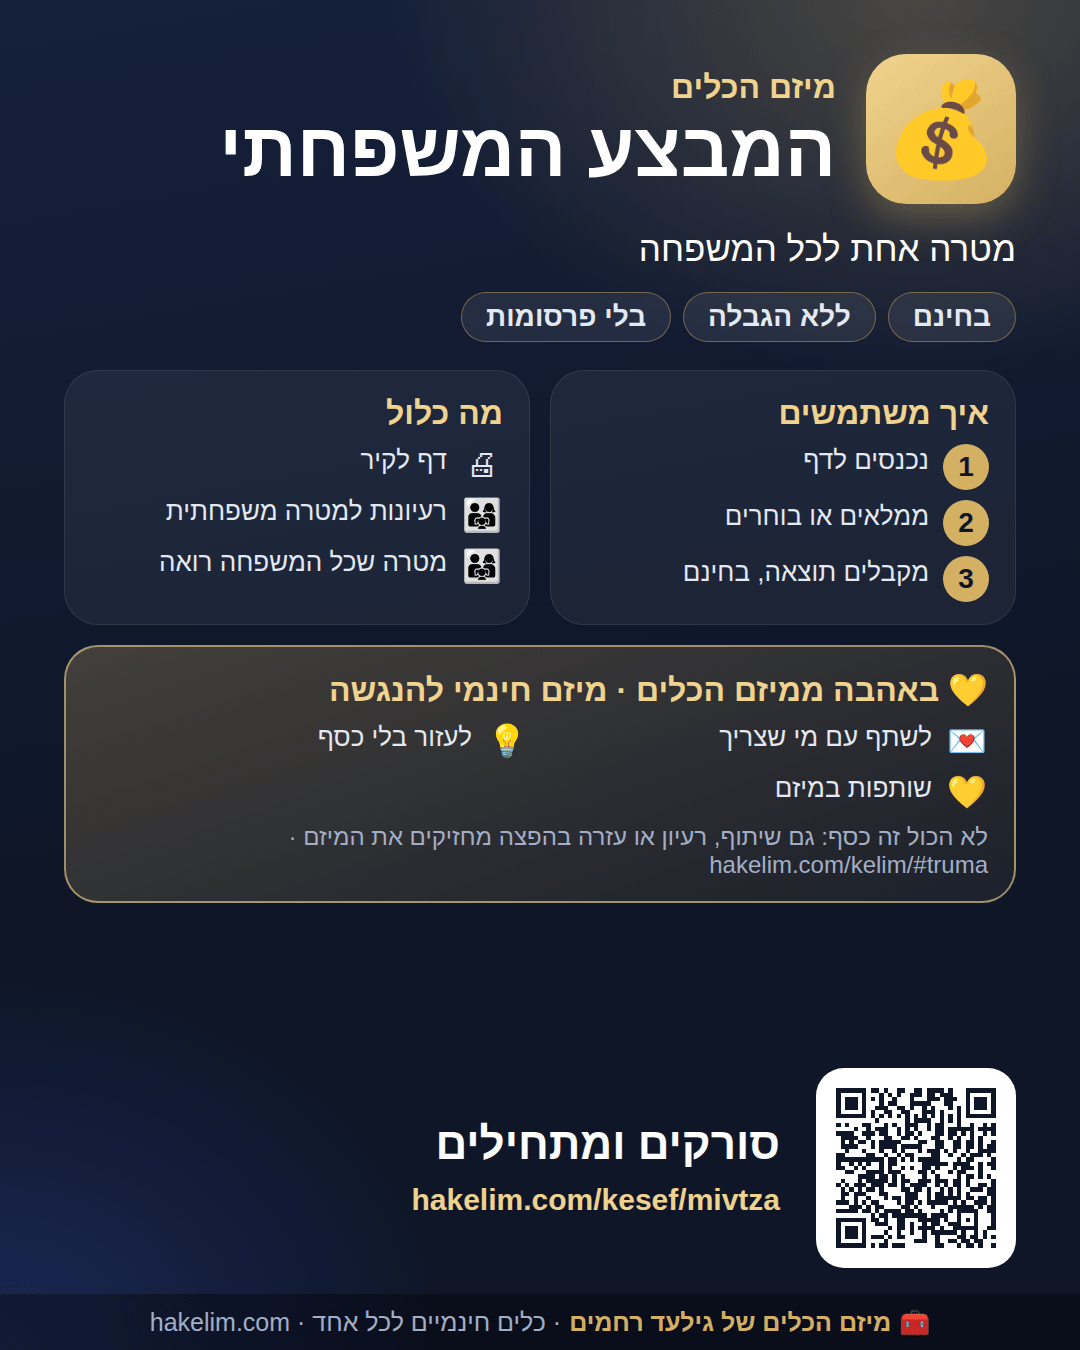 מיזם הכלים
המבצע המשפחתי
מטרה אחת לכל המשפחה
בחינם
ללא הגבלה
בלי פרסומות
איך משתמשים
1 נכנסים לדף
2 ממלאים או בוחרים
3 מקבלים תוצאה, בחינם
מה כלול
דף לקיר
רעיונות למטרה משפחתית
מטרה שכל המשפחה רואה
באהבה ממיזם הכלים · מיזם חינמי להנגשה
לשתף עם מי שצריך
לעזור בלי כסף
שותפות במיזם
לא הכול זה כסף: גם שיתוף, רעיון או עזרה בהפצה מחזיקים את המיזם ·
hakelim.com/kelim/#truma
סורקים ומתחילים
hakelim.com/kesef/mivtza
מיזם הכלים של גילעד רחמים · כלים חינמיים לכל אחד · hakelim.com